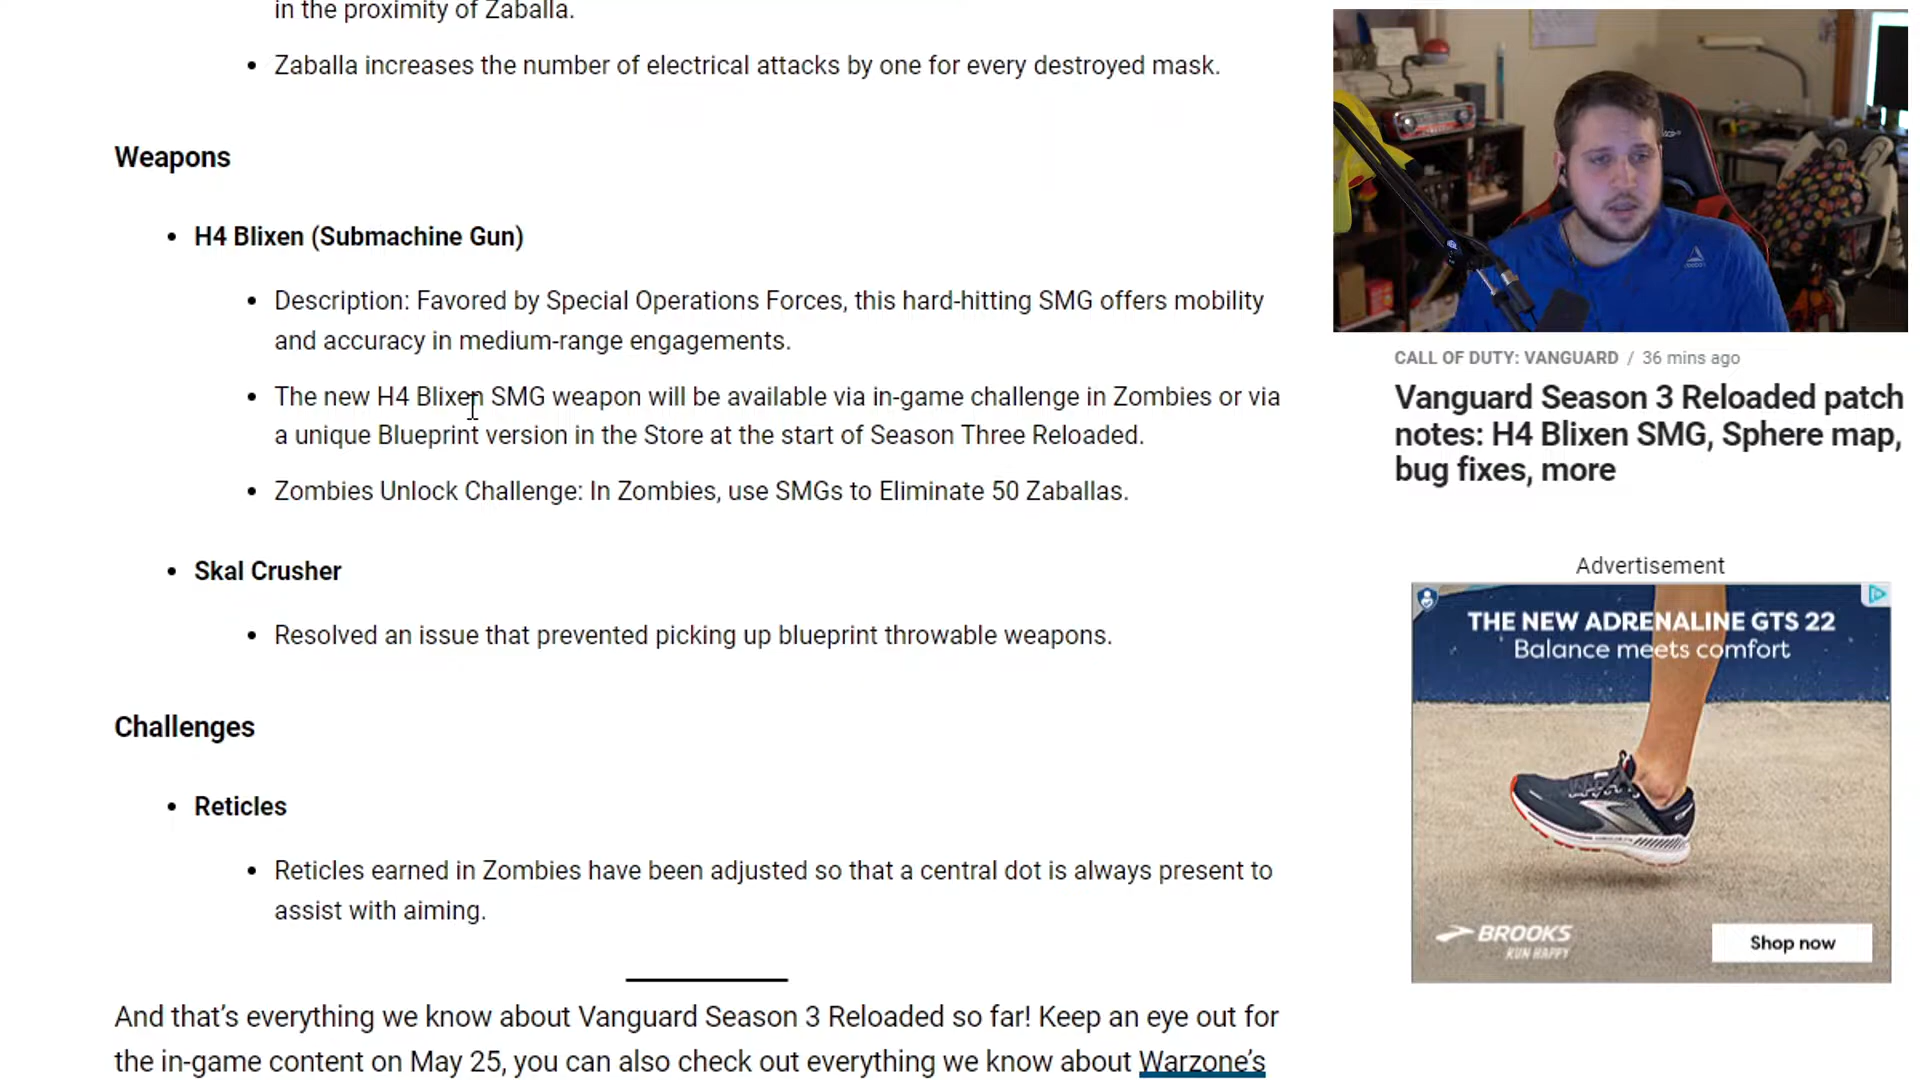 in the proximity of Zaballa.
• Zaballa increases the number of electrical attacks by one for every destroyed mask.
Weapons
• H4 Blixen (Submachine Gun)
• Description: Favored by Special Operations Forces, this hard-hitting SMG offers mobility
and accuracy in medium-range engagements.
• The new H4 Blixen SMG weapon will be available via in-game challenge in Zombies or via
a unique Blueprint version in the Store at the start of Season Three Reloaded.
• Zombies Unlock Challenge: In Zombies, use SMGs to Eliminate 50 Zaballas.
• Skal Crusher
• Resolved an issue that prevented picking up blueprint throwable weapons.
Challenges
• Reticles
• Reticles earned in Zombies have been adjusted so that a central dot is always present to
assist with aiming.
And that’s everything we know about Vanguard Season 3 Reloaded so far! Keep an eye out for
the in-game content on May 25, you can also check out everything we know about Warzone’s
CALL OF DUTY: VANGUARD / 36 mins ago
Vanguard Season 3 Reloaded patch
notes: H4 Blixen SMG, Sphere map,
bug fixes, more
Advertisement
THE NEW ADRENALINE GTS 22
Balance meets comfort
BROOKS
RUN HAPPY
Shop now